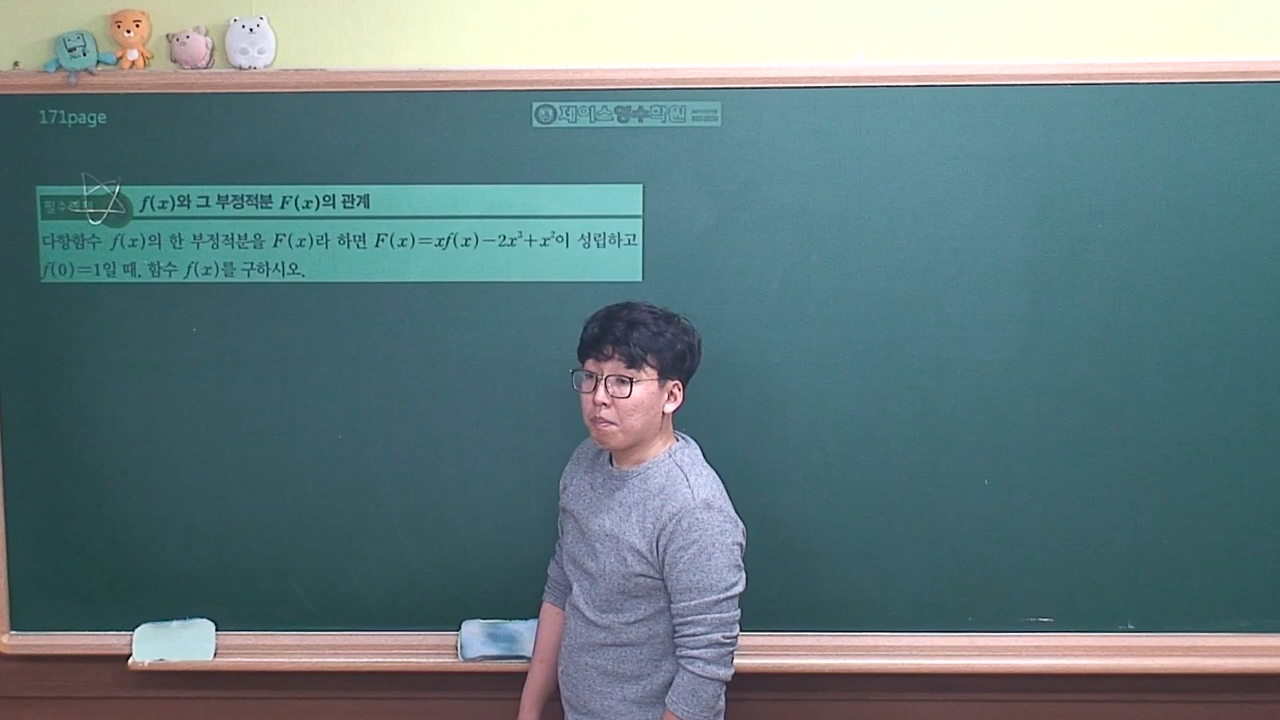 171page
제이스영수학원
필수예제 f(x)와 그 부정적분 F(x)의 관계
다항함수 f(x)의 한 부정적분을 F(x)라 하면 F(x)=xf(x)-2x³+x²이 성립하고
f(0)=1일 때, 함수 f(x)를 구하시오.